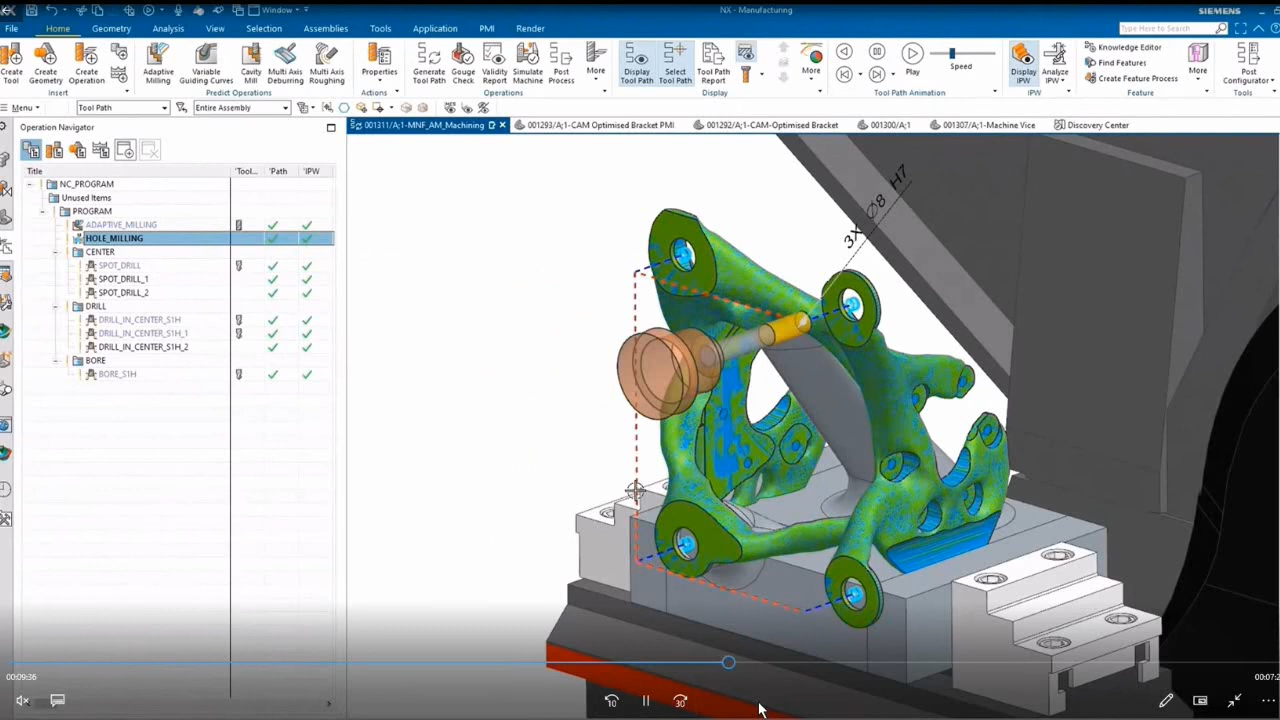 Window
NX - Manufacturing
SIEMENS
File Home Geometry Analysis View Selection Assemblies Tools Application PMI Render
Type Here to Search
Create Tool
Create Geometry
Create Operation
Adaptive Milling
Variable Guiding Curves
Cavity Mill
Multi Axis Deburring
Multi Axis Roughing
Properties
Generate Tool Path
Gouge Check
Validity Report
Simulate Machine
Post Process
More
Display Tool Path
Select Tool Path
Tool Path Report
More
Play
Speed
Display IPW
Analyze IPW
Knowledge Editor
Find Features
Create Feature Process
More
Post Configurator
Insert
Predict Operations
Actions
Operations
Display
Tool Path Animation
IPW
Feature
Tools
Menu
Tool Path
Entire Assembly
Operation Navigator
001311/A;1-MNF_AM_Machining
001293/A;1-CAM Optimised Bracket PMI
001292/A;1-CAM-Optimised Bracket
001300/A;1
001307/A;1-Machine Vice
Discovery Center
Title 'Tool... 'Path 'IPW
NC_PROGRAM
Unused Items
PROGRAM
ADAPTIVE_MILLING
HOLE_MILLING
CENTER
SPOT_DRILL
SPOT_DRILL_1
SPOT_DRILL_2
DRILL
DRILL_IN_CENTER_S1H
DRILL_IN_CENTER_S1H_1
DRILL_IN_CENTER_S1H_2
BORE
BORE_S1H
3X Ø8 H7
00:09:36
10
30